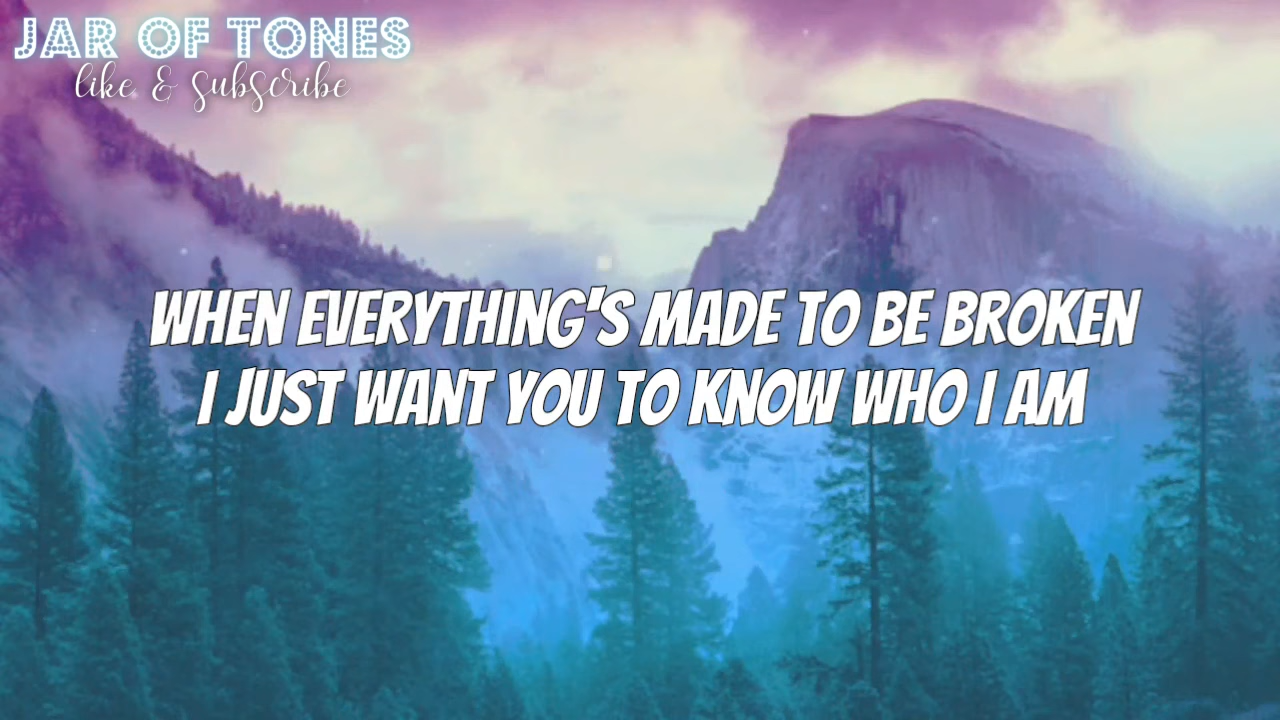 JAR OF TONES
like & subscribe
WHEN EVERYTHING'S MADE TO BE BROKEN
I JUST WANT YOU TO KNOW WHO I AM